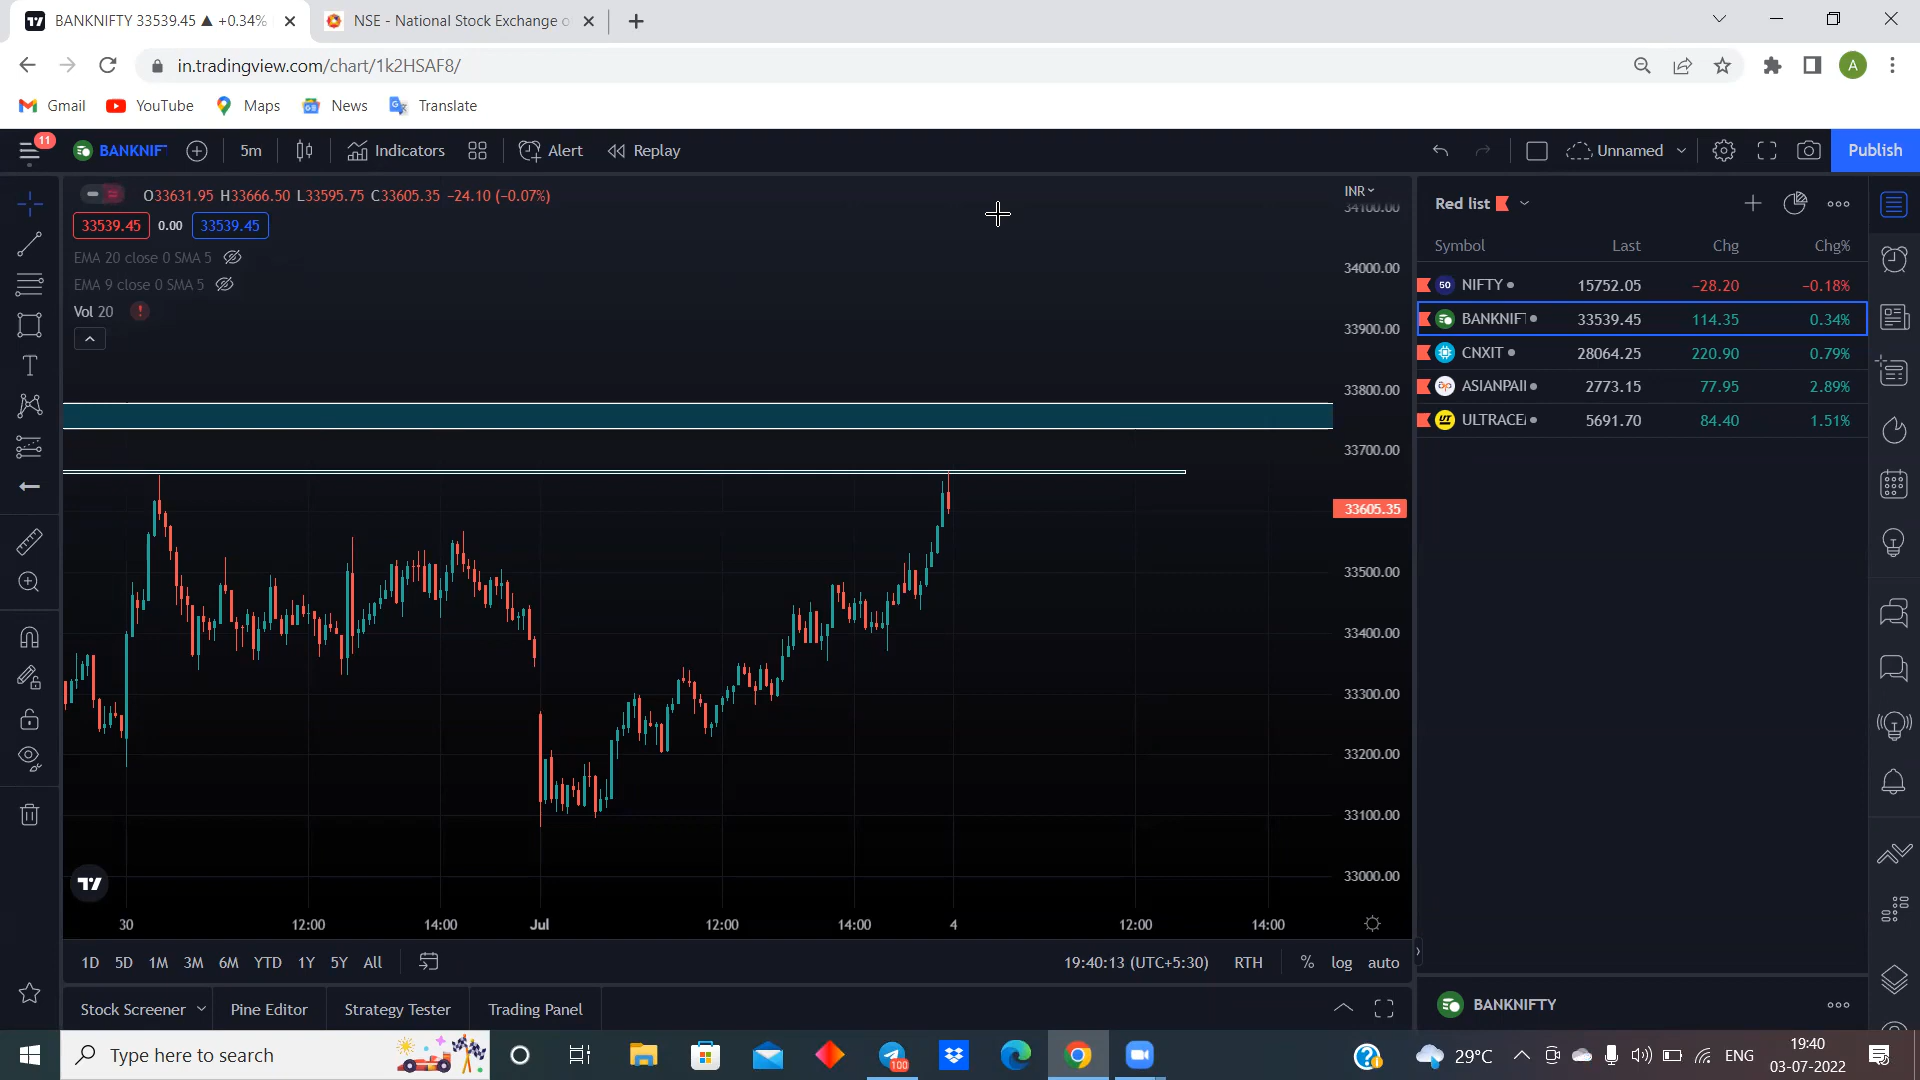 BANKNIFTY 33539.45 ▲ +0.34%
NSE - National Stock Exchange o
in.tradingview.com/chart/1k2HSAF8/
A
Gmail YouTube Maps News Translate
11
BANKNIF 5m Indicators Alert Replay Unnamed Publish
O33631.95 H33666.50 L33595.75 C33605.35 −24.10 (−0.07%)
33539.45 0.00 33539.45
EMA 20 close 0 SMA 5
EMA 9 close 0 SMA 5
Vol 20
INR
34100.00
34000.00
33900.00
33800.00
33700.00
33605.35
33500.00
33400.00
33300.00
33200.00
33100.00
33000.00
30 12:00 14:00 Jul 12:00 14:00 4 12:00 14:00
1D 5D 1M 3M 6M YTD 1Y 5Y All
19:40:13 (UTC+5:30) RTH % log auto
Stock Screener Pine Editor Strategy Tester Trading Panel
Red list
Symbol Last Chg Chg%
50 NIFTY 15752.05 −28.20 −0.18%
BANKNIF 33539.45 114.35 0.34%
CNXIT 28064.25 220.90 0.79%
ap ASIANPAI 2773.15 77.95 2.89%
UT ULTRACE 5691.70 84.40 1.51%
BANKNIFTY
Type here to search
100
29°C
ENG
19:40
03-07-2022